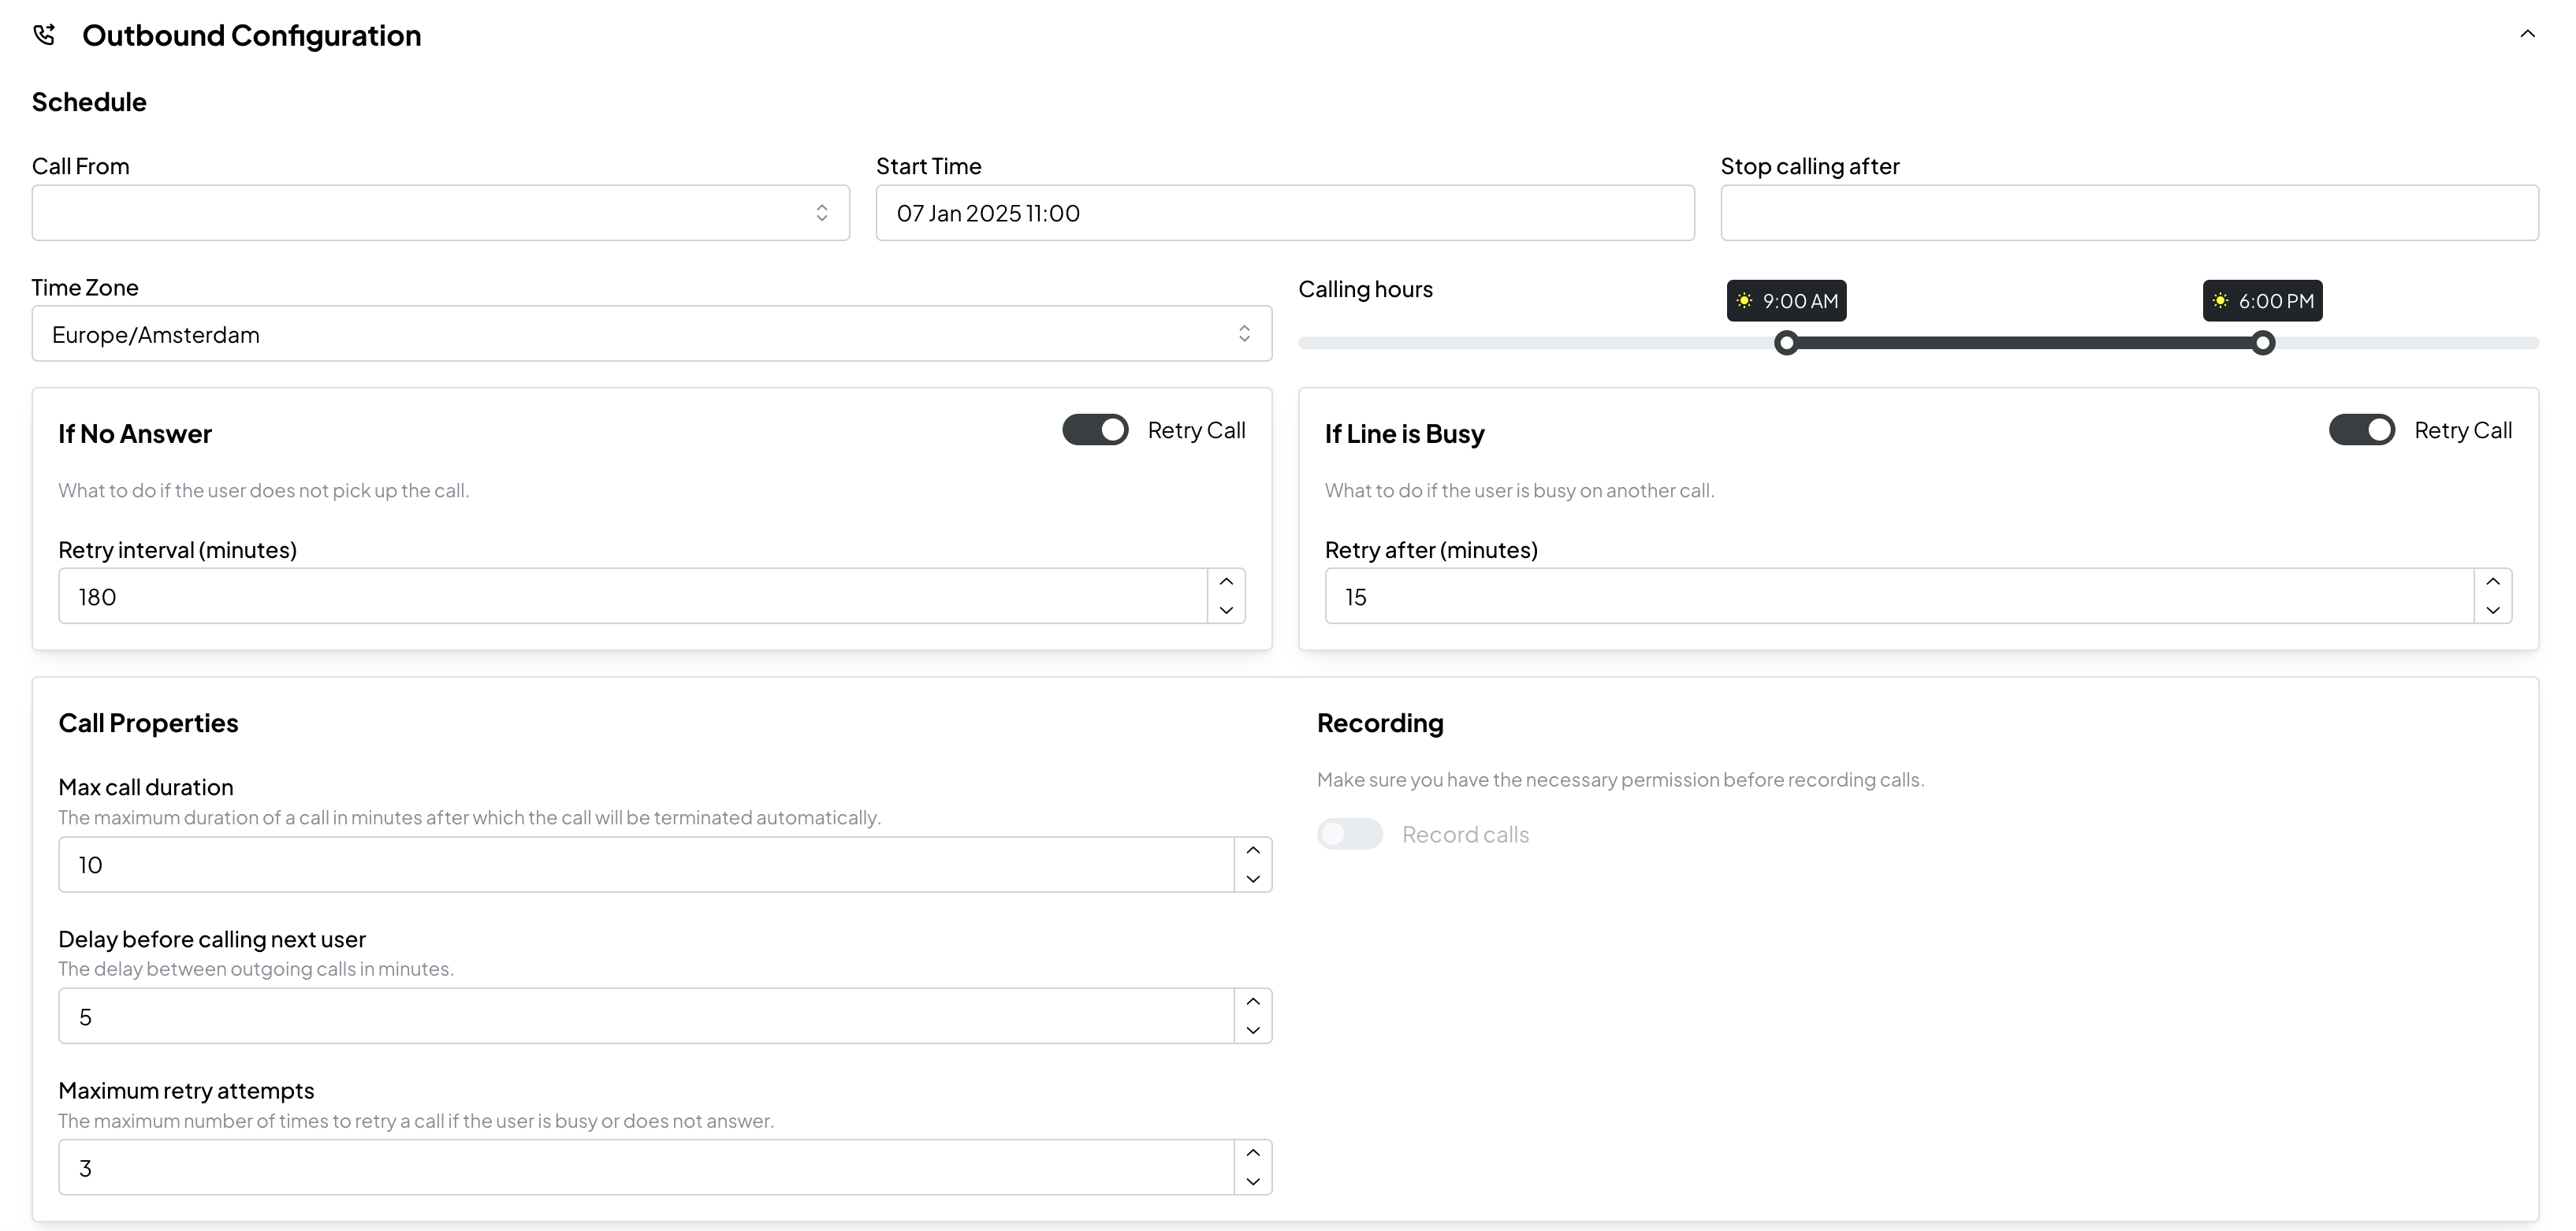 Outbound Configuration
Schedule
Call From
Start Time
Stop calling after
07 Jan 2025 11:00
Time Zone
Calling hours
9:00 AM
6:00 PM
Europe/Amsterdam
If No Answer
Retry Call
What to do if the user does not pick up the call.
Retry interval (minutes)
180
If Line is Busy
Retry Call
What to do if the user is busy on another call.
Retry after (minutes)
15
Call Properties
Max call duration
The maximum duration of a call in minutes after which the call will be terminated automatically.
10
Delay before calling next user
The delay between outgoing calls in minutes.
5
Maximum retry attempts
The maximum number of times to retry a call if the user is busy or does not answer.
3
Recording
Make sure you have the necessary permission before recording calls.
Record calls